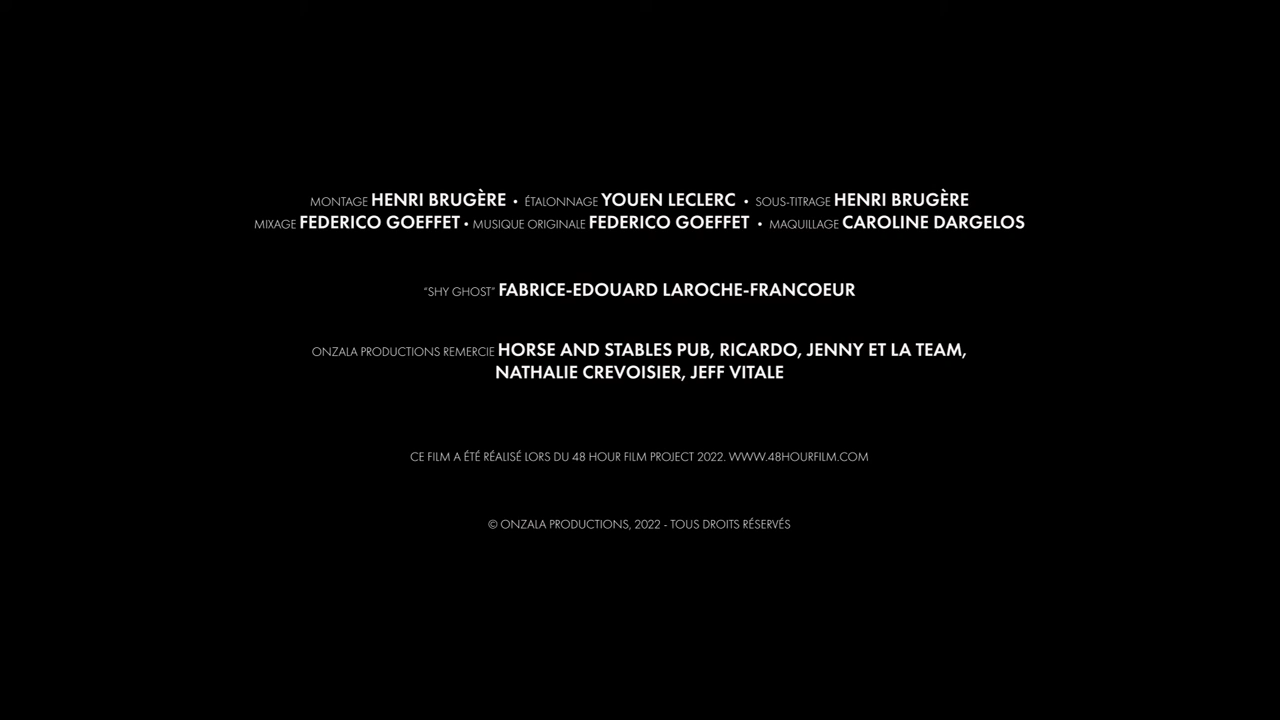 MONTAGE HENRI BRUGÈRE • ÉTALONNAGE YOUEN LECLERC • SOUS-TITRAGE HENRI BRUGÈRE
MIXAGE FEDERICO GOEFFET • MUSIQUE ORIGINALE FEDERICO GOEFFET • MAQUILLAGE CAROLINE DARGELOS
“SHY GHOST” FABRICE-EDOUARD LAROCHE-FRANCOEUR
ONZALA PRODUCTIONS REMERCIE HORSE AND STABLES PUB, RICARDO, JENNY ET LA TEAM,
NATHALIE CREVOISIER, JEFF VITALE
CE FILM A ÉTÉ RÉALISÉ LORS DU 48 HOUR FILM PROJECT 2022. WWW.48HOURFILM.COM
© ONZALA PRODUCTIONS, 2022 - TOUS DROITS RÉSERVÉS